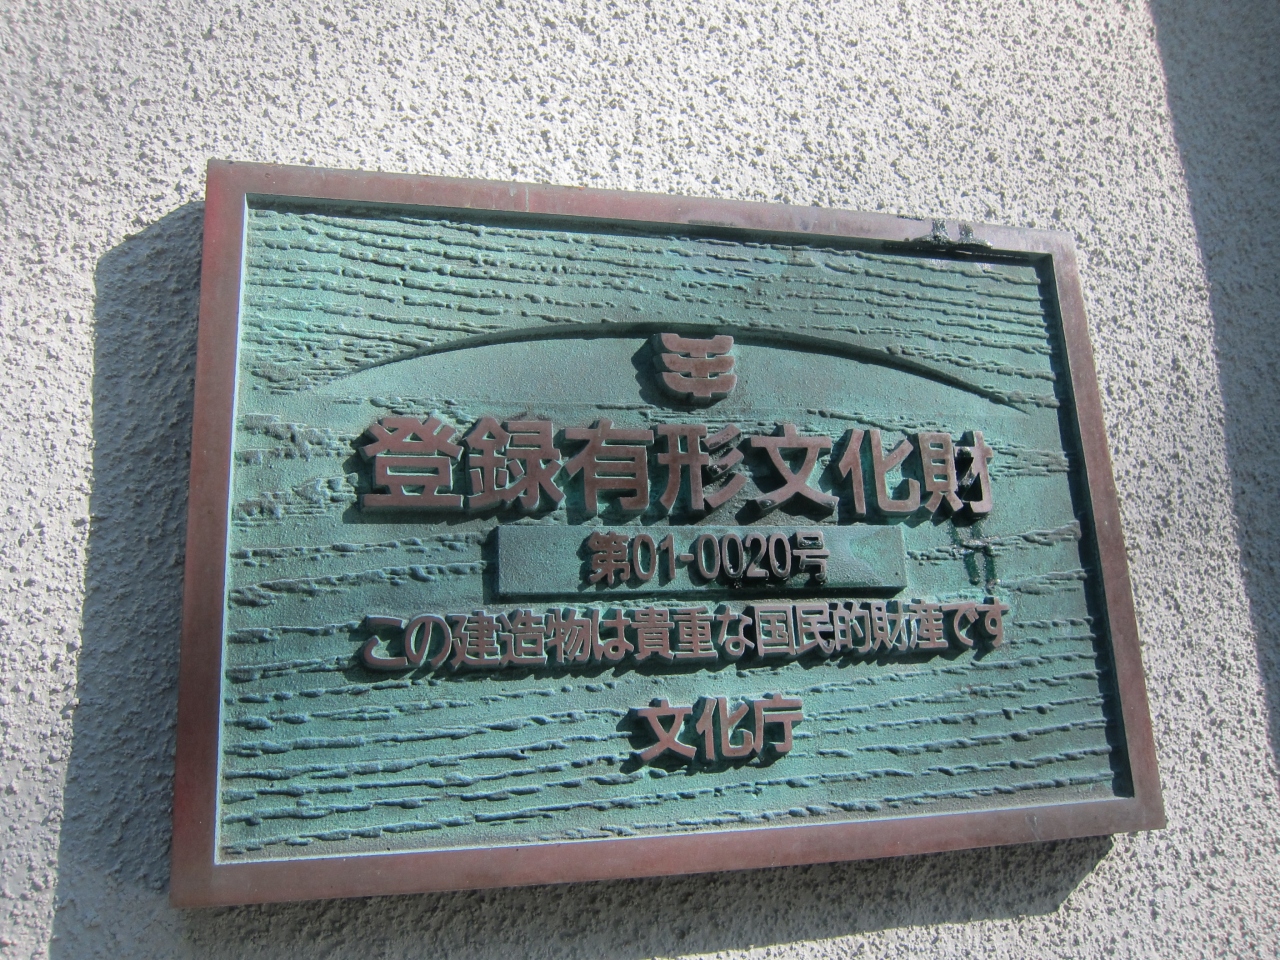 登録有形文化財
第01-0020号
この建造物は貴重な国民的財産です
文化庁